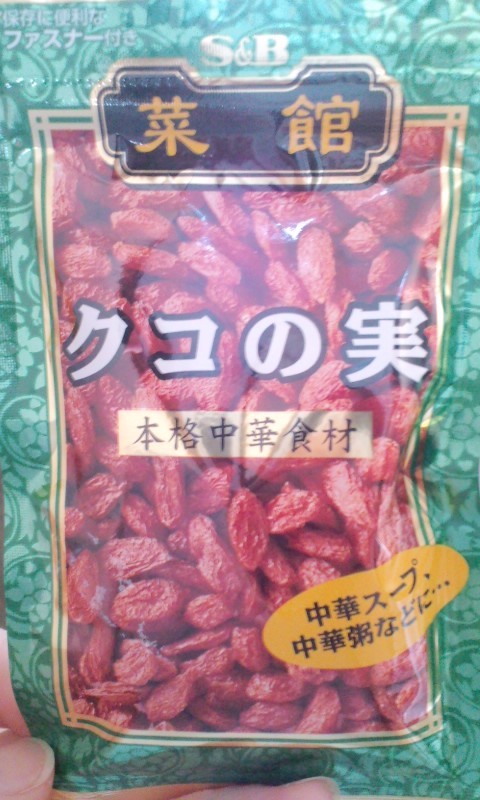 保存に便利な
ファスナー付き
S&B
菜館
クコの実
本格中華食材
中華スープ、
中華粥などに…